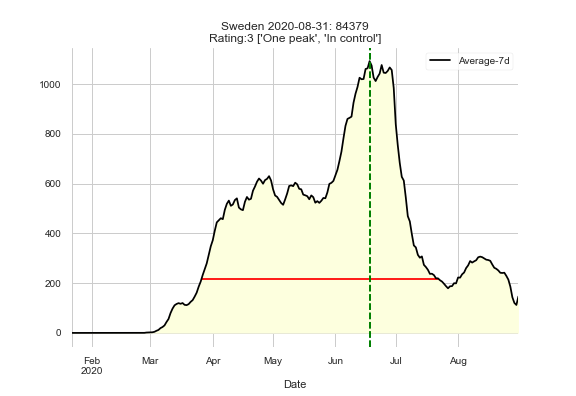 Sweden 2020-08-31: 84379
Rating:3 ['One peak', 'In control']
Average-7d
1000
800
600
400
200
0
Feb Mar Apr May Jun Jul Aug
2020
Date